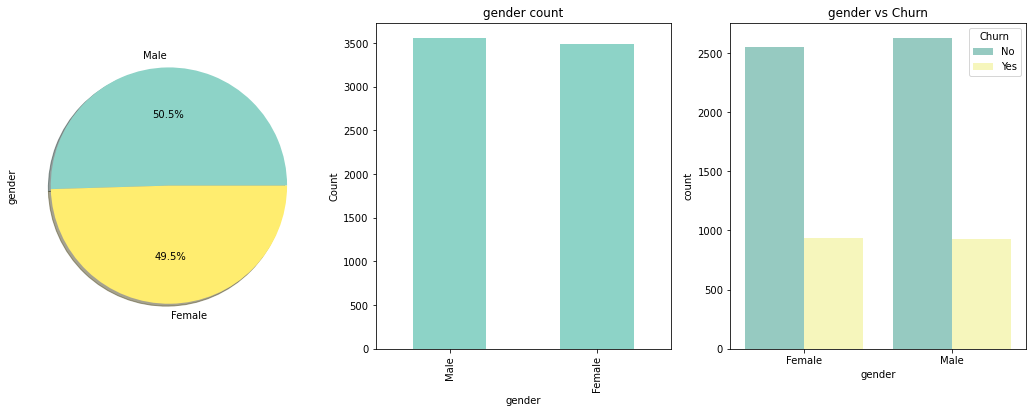 gender
Male
50.5%
49.5%
Female
gender count
Count
3500
3000
2500
2000
1500
1000
500
0
Male
Female
gender
gender vs Churn
count
2500
2000
1500
1000
500
0
Churn
No
Yes
Female
Male
gender